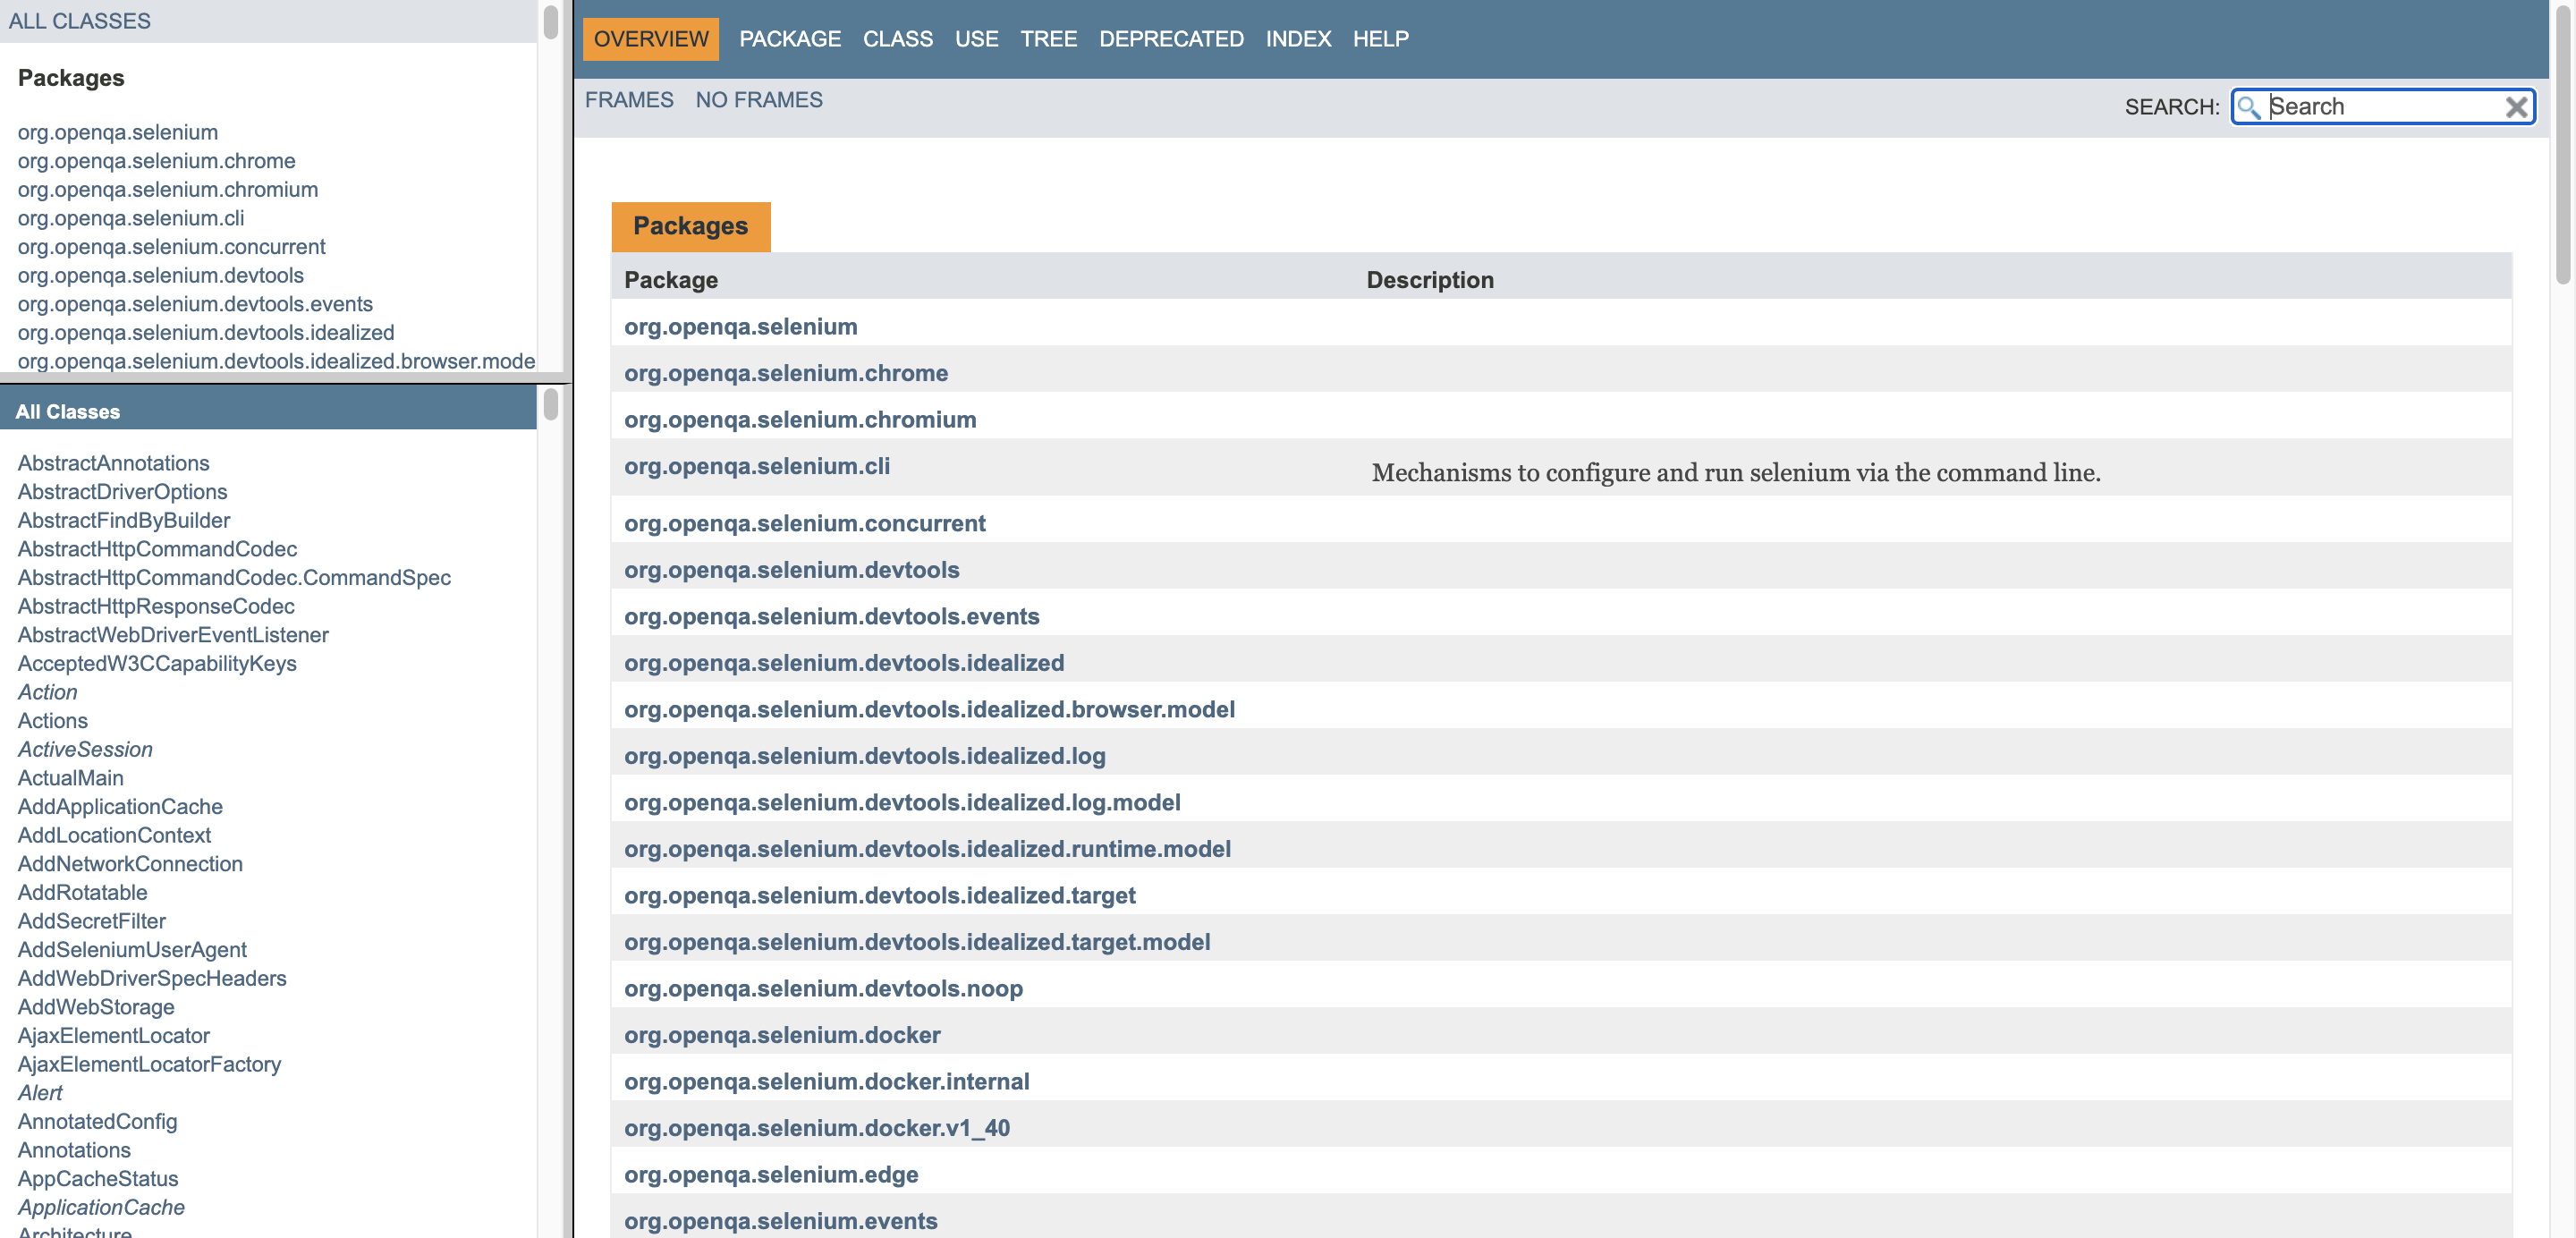 ALL CLASSES
Packages
org.openqa.selenium
org.openqa.selenium.chrome
org.openqa.selenium.chromium
org.openqa.selenium.cli
org.openqa.selenium.concurrent
org.openqa.selenium.devtools
org.openqa.selenium.devtools.events
org.openqa.selenium.devtools.idealized
org.openqa.selenium.devtools.idealized.browser.mode
All Classes
AbstractAnnotations
AbstractDriverOptions
AbstractFindByBuilder
AbstractHttpCommandCodec
AbstractHttpCommandCodec.CommandSpec
AbstractHttpResponseCodec
AbstractWebDriverEventListener
AcceptedW3CCapabilityKeys
Action
Actions
ActiveSession
ActualMain
AddApplicationCache
AddLocationContext
AddNetworkConnection
AddRotatable
AddSecretFilter
AddSeleniumUserAgent
AddWebDriverSpecHeaders
AddWebStorage
AjaxElementLocator
AjaxElementLocatorFactory
Alert
AnnotatedConfig
Annotations
AppCacheStatus
ApplicationCache
Architecture
OVERVIEW PACKAGE CLASS USE TREE DEPRECATED INDEX HELP
FRAMES NO FRAMES
SEARCH: Search
Packages
Package Description
org.openqa.selenium
org.openqa.selenium.chrome
org.openqa.selenium.chromium
org.openqa.selenium.cli Mechanisms to configure and run selenium via the command line.
org.openqa.selenium.concurrent
org.openqa.selenium.devtools
org.openqa.selenium.devtools.events
org.openqa.selenium.devtools.idealized
org.openqa.selenium.devtools.idealized.browser.model
org.openqa.selenium.devtools.idealized.log
org.openqa.selenium.devtools.idealized.log.model
org.openqa.selenium.devtools.idealized.runtime.model
org.openqa.selenium.devtools.idealized.target
org.openqa.selenium.devtools.idealized.target.model
org.openqa.selenium.devtools.noop
org.openqa.selenium.docker
org.openqa.selenium.docker.internal
org.openqa.selenium.docker.v1_40
org.openqa.selenium.edge
org.openqa.selenium.events